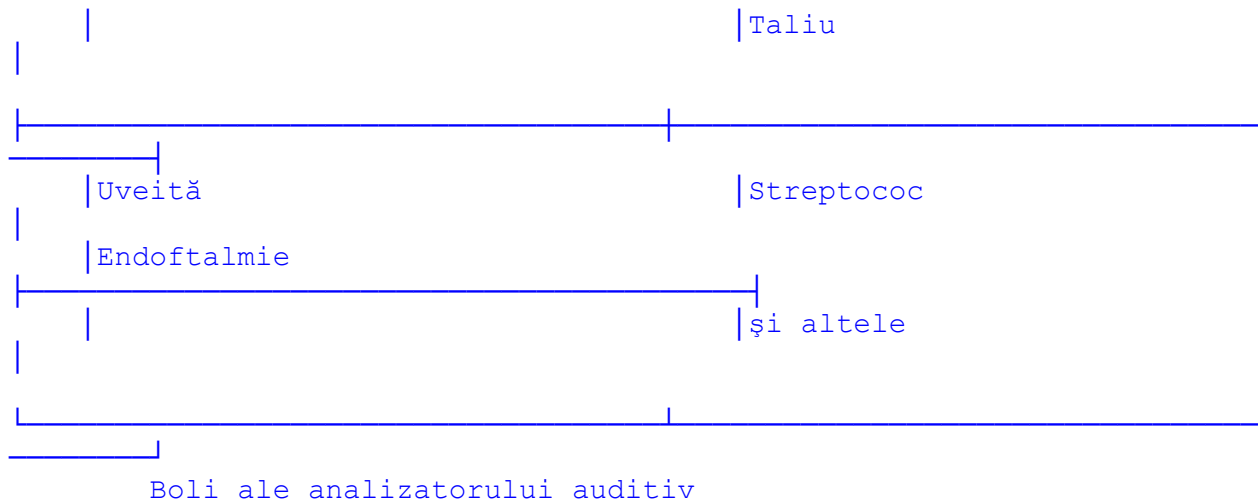 Taliu
Uveită Streptococ
Endoftalmie
şi altele
Boli ale analizatorului auditiv